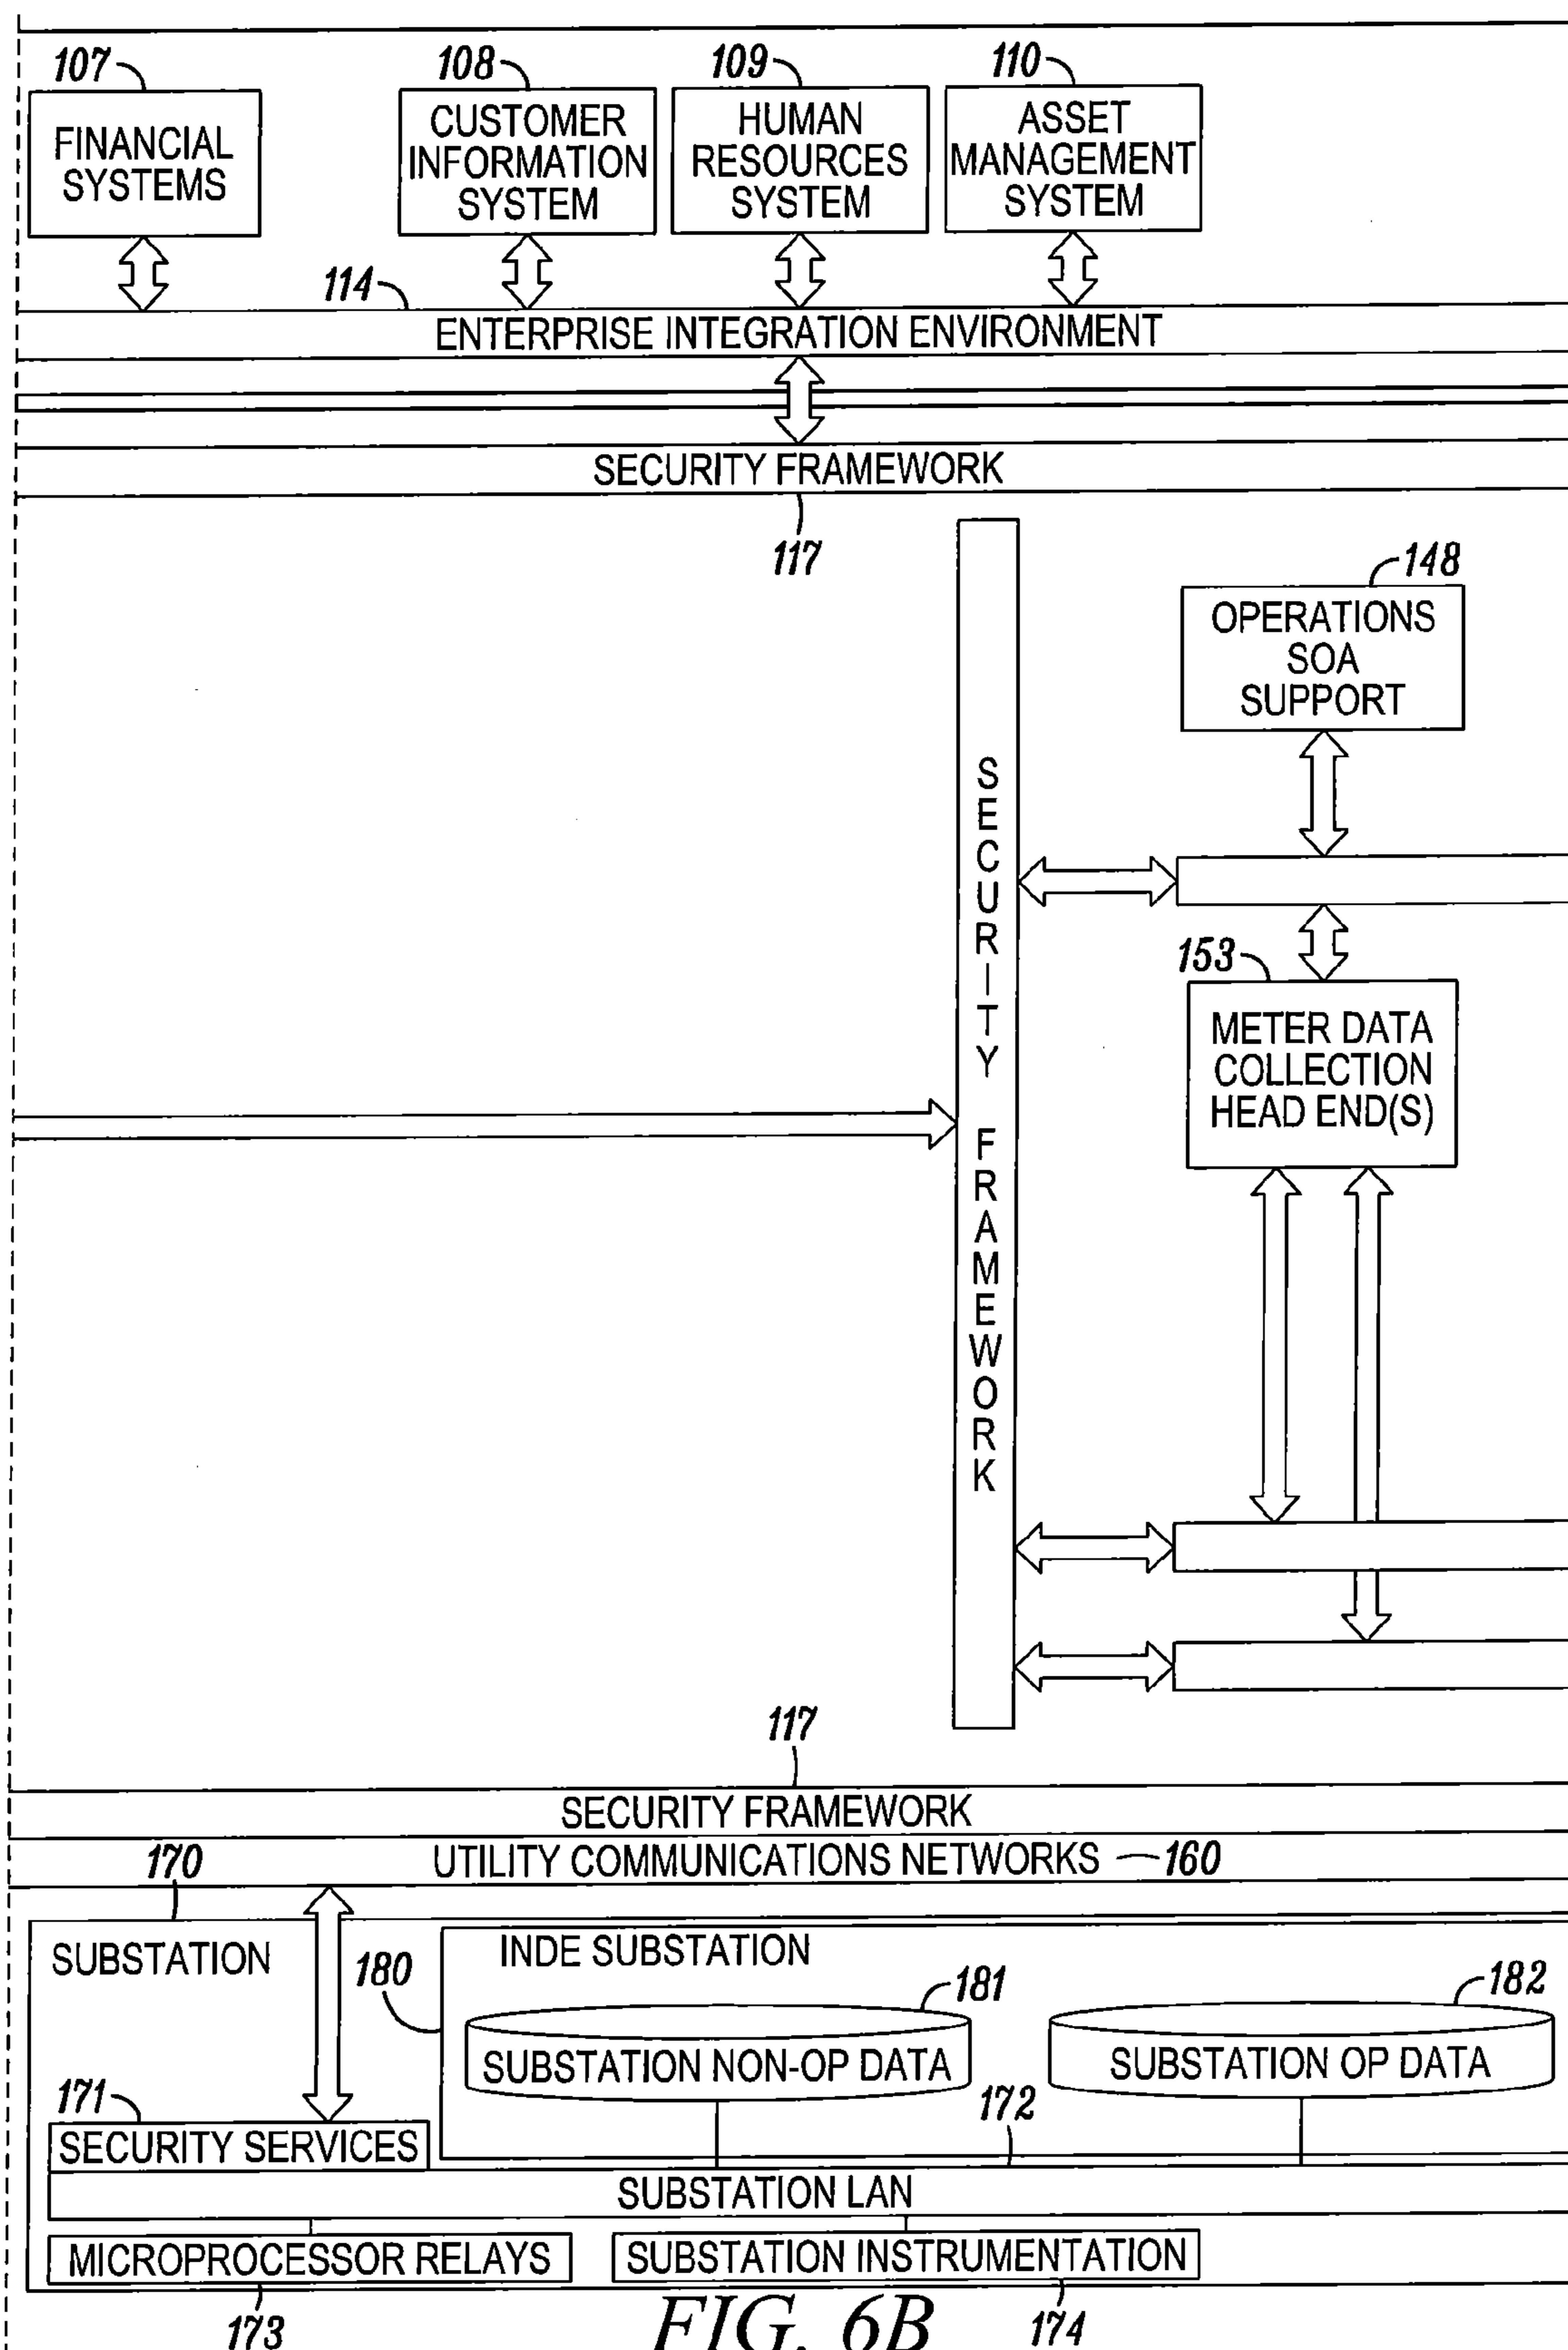 107
108
109
110
FINANCIAL
SYSTEMS
CUSTOMER
INFORMATION
SYSTEM
HUMAN
RESOURCES
SYSTEM
ASSET
MANAGEMENT
SYSTEM
114
ENTERPRISE INTEGRATION ENVIRONMENT
SECURITY FRAMEWORK
117
148
OPERATIONS
SOA
SUPPORT
SECURITY FRAMEWORK
153
METER DATA
COLLECTION
HEAD END(S)
117
SECURITY FRAMEWORK
UTILITY COMMUNICATIONS NETWORKS 160
170
SUBSTATION
180
INDE SUBSTATION
181
182
SUBSTATION NON-OP DATA
SUBSTATION OP DATA
171
172
SECURITY SERVICES
SUBSTATION LAN
MICROPROCESSOR RELAYS
SUBSTATION INSTRUMENTATION
173
174
FIG. 6B